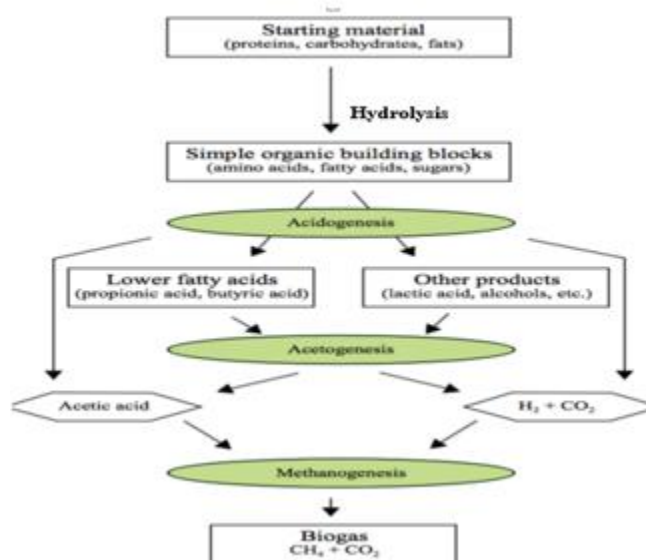 Starting material
(proteins, carbohydrates, fats)
Hydrolysis
Simple organic building blocks
(amino acids, fatty acids, sugars)
Acidogenesis
Lower fatty acids
(propionic acid, butyric acid)
Other products
(lactic acid, alcohols, etc.)
Acetogenesis
Acetic acid
H₂ + CO₂
Methanogenesis
Biogas
CH₄ + CO₂